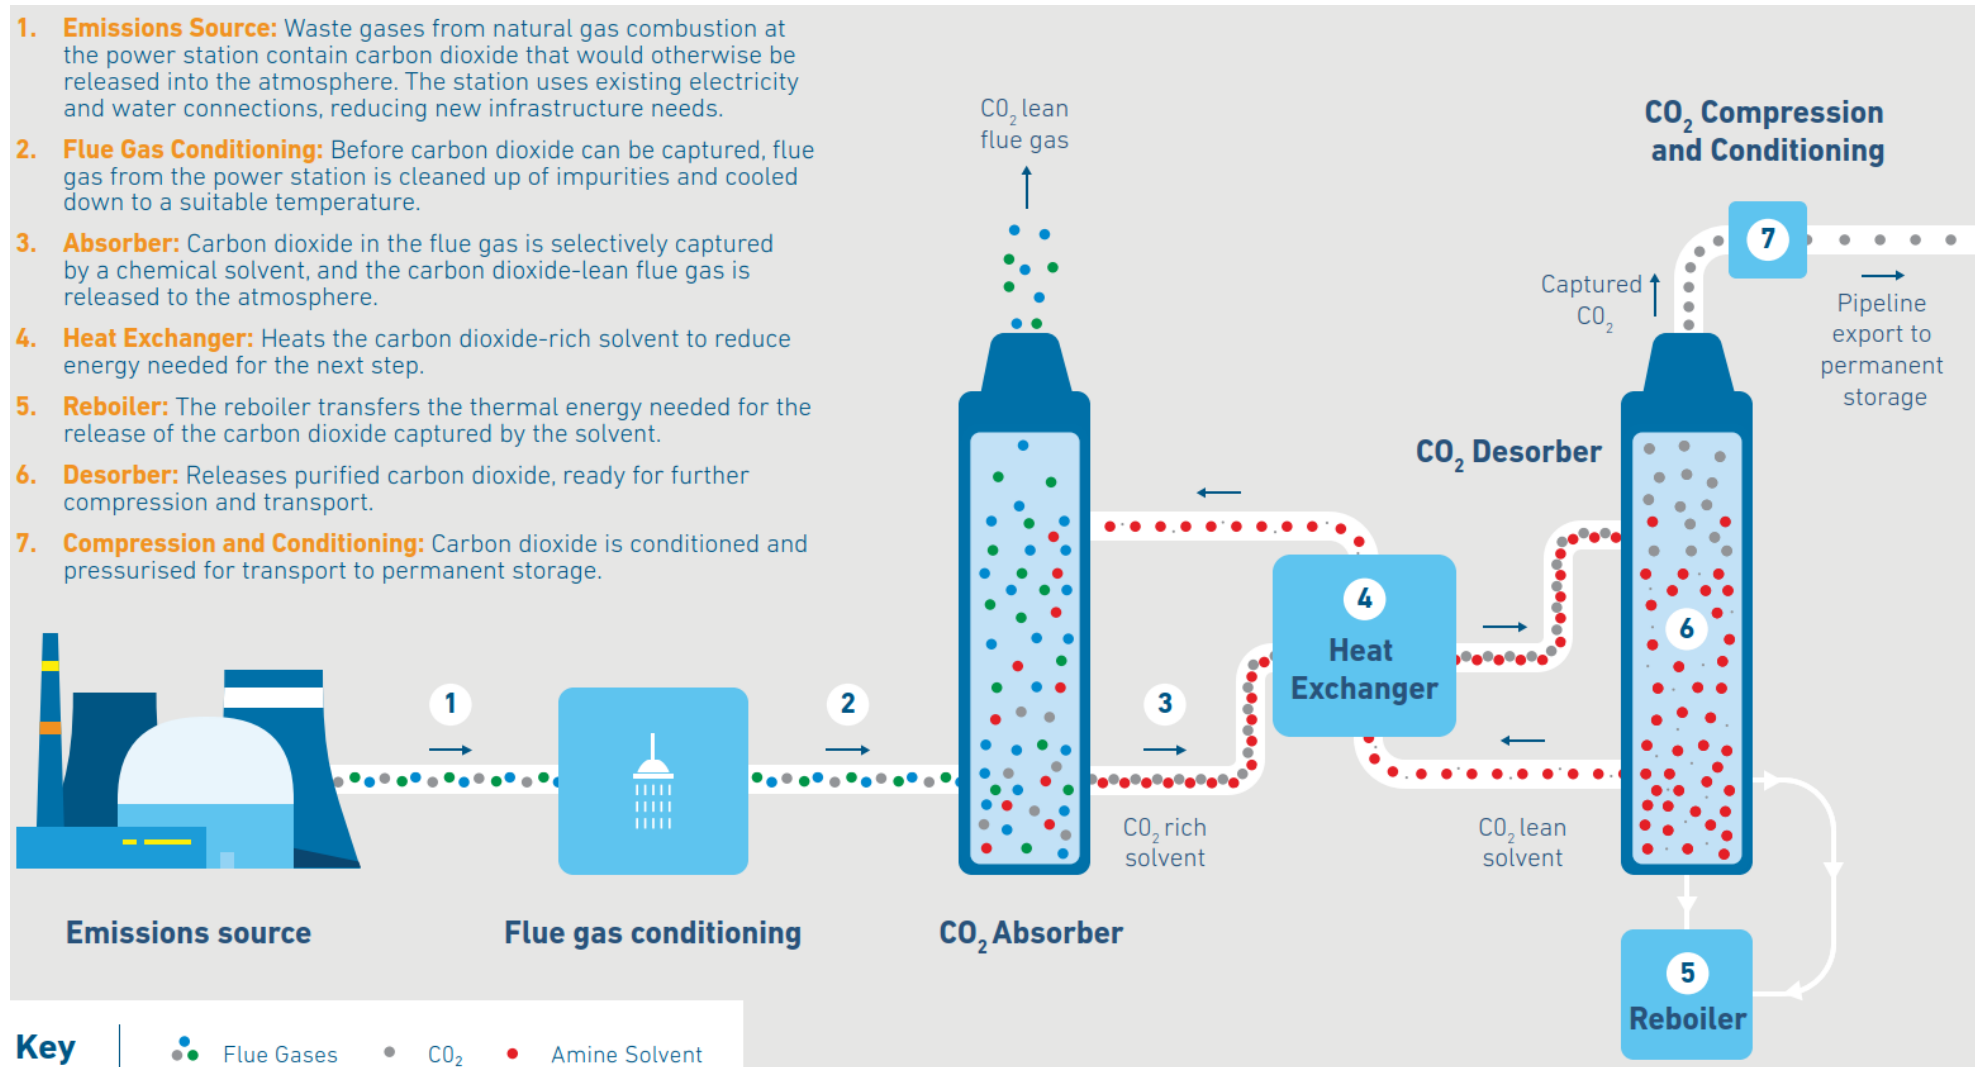 1. Emissions Source: Waste gases from natural gas combustion at
the power station contain carbon dioxide that would otherwise be
released into the atmosphere. The station uses existing electricity
and water connections, reducing new infrastructure needs.
2. Flue Gas Conditioning: Before carbon dioxide can be captured, flue
gas from the power station is cleaned up of impurities and cooled
down to a suitable temperature.
3. Absorber: Carbon dioxide in the flue gas is selectively captured
by a chemical solvent, and the carbon dioxide-lean flue gas is
released to the atmosphere.
4. Heat Exchanger: Heats the carbon dioxide-rich solvent to reduce
energy needed for the next step.
5. Reboiler: The reboiler transfers the thermal energy needed for the
release of the carbon dioxide captured by the solvent.
6. Desorber: Releases purified carbon dioxide, ready for further
compression and transport.
7. Compression and Conditioning: Carbon dioxide is conditioned and
pressurised for transport to permanent storage.
CO₂ lean
flue gas
CO₂ Compression
and Conditioning
7
Captured
CO₂
Pipeline
export to
permanent
storage
CO₂ Desorber
4
Heat
Exchanger
6
1
2
3
CO₂ rich
solvent
CO₂ lean
solvent
Emissions source
Flue gas conditioning
CO₂ Absorber
5
Reboiler
Key
Flue Gases
CO₂
Amine Solvent